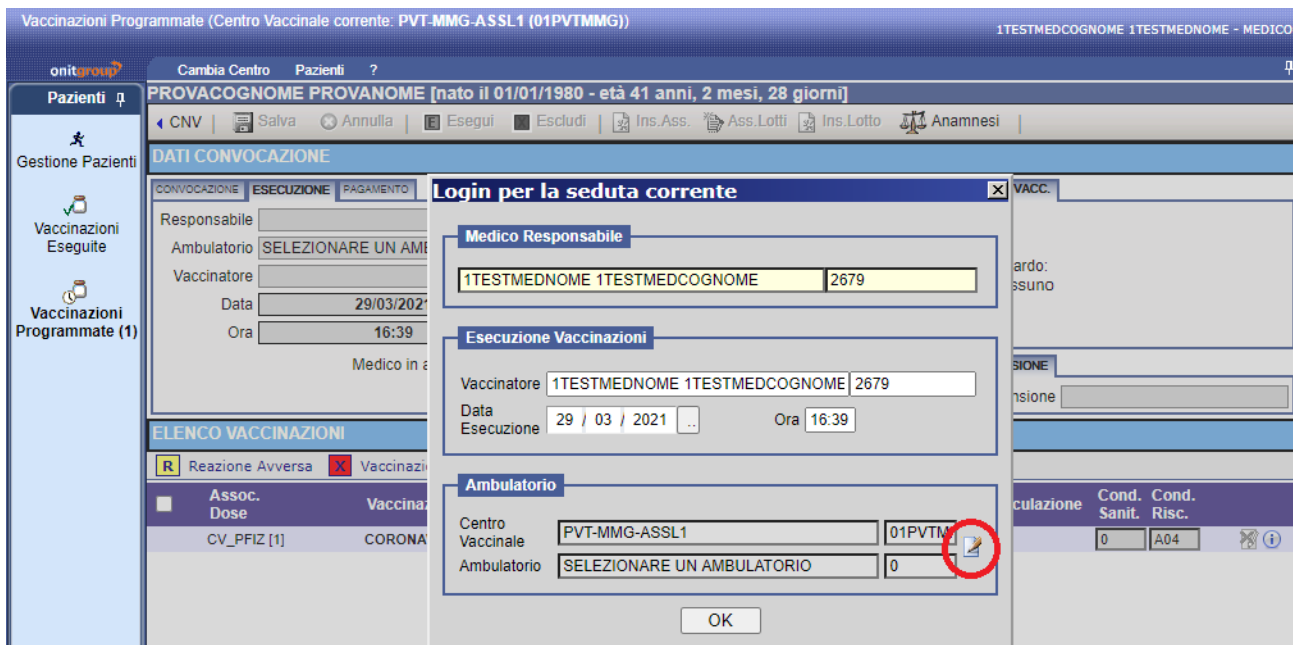 Vaccinazioni Programmate (Centro Vaccinale corrente: PVT-MMG-ASSL1 (01PVTMMG))
1TESTMEDCOGNOME 1TESTMEDNOME - MEDICO
onitgroup
Cambia Centro Pazienti ?
Pazienti
PROVACOGNOME PROVANOME [nato il 01/01/1980 - età 41 anni, 2 mesi, 28 giorni]
CNV | Salva Annulla | E Esegui Escludi | Ins.Ass. Ass.Lotti Ins.Lotto Anamnesi |
Gestione Pazienti
Vaccinazioni
Eseguite
Vaccinazioni
Programmate (1)
DATI CONVOCAZIONE
CONVOCAZIONE ESECUZIONE PAGAMENTO
VACC.
Responsabile
Ambulatorio SELEZIONARE UN AMB
Vaccinatore
Data 29/03/2021
Ora 16:39
Medico in a
ardo:
ssuno
SIONE
nsione
Login per la seduta corrente X
Medico Responsabile
1TESTMEDNOME 1TESTMEDCOGNOME 2679
Esecuzione Vaccinazioni
Vaccinatore 1TESTMEDNOME 1TESTMEDCOGNOME 2679
Data
Esecuzione 29 / 03 / 2021 .. Ora 16:39
Ambulatorio
Centro
Vaccinale PVT-MMG-ASSL1 01PVTM
Ambulatorio SELEZIONARE UN AMBULATORIO 0
OK
ELENCO VACCINAZIONI
R Reazione Avversa X Vaccinazi
Assoc.
Dose
Vaccinaz
culazione
Cond.
Sanit.
Cond.
Risc.
CV_PFIZ [1] CORONA 0 A04